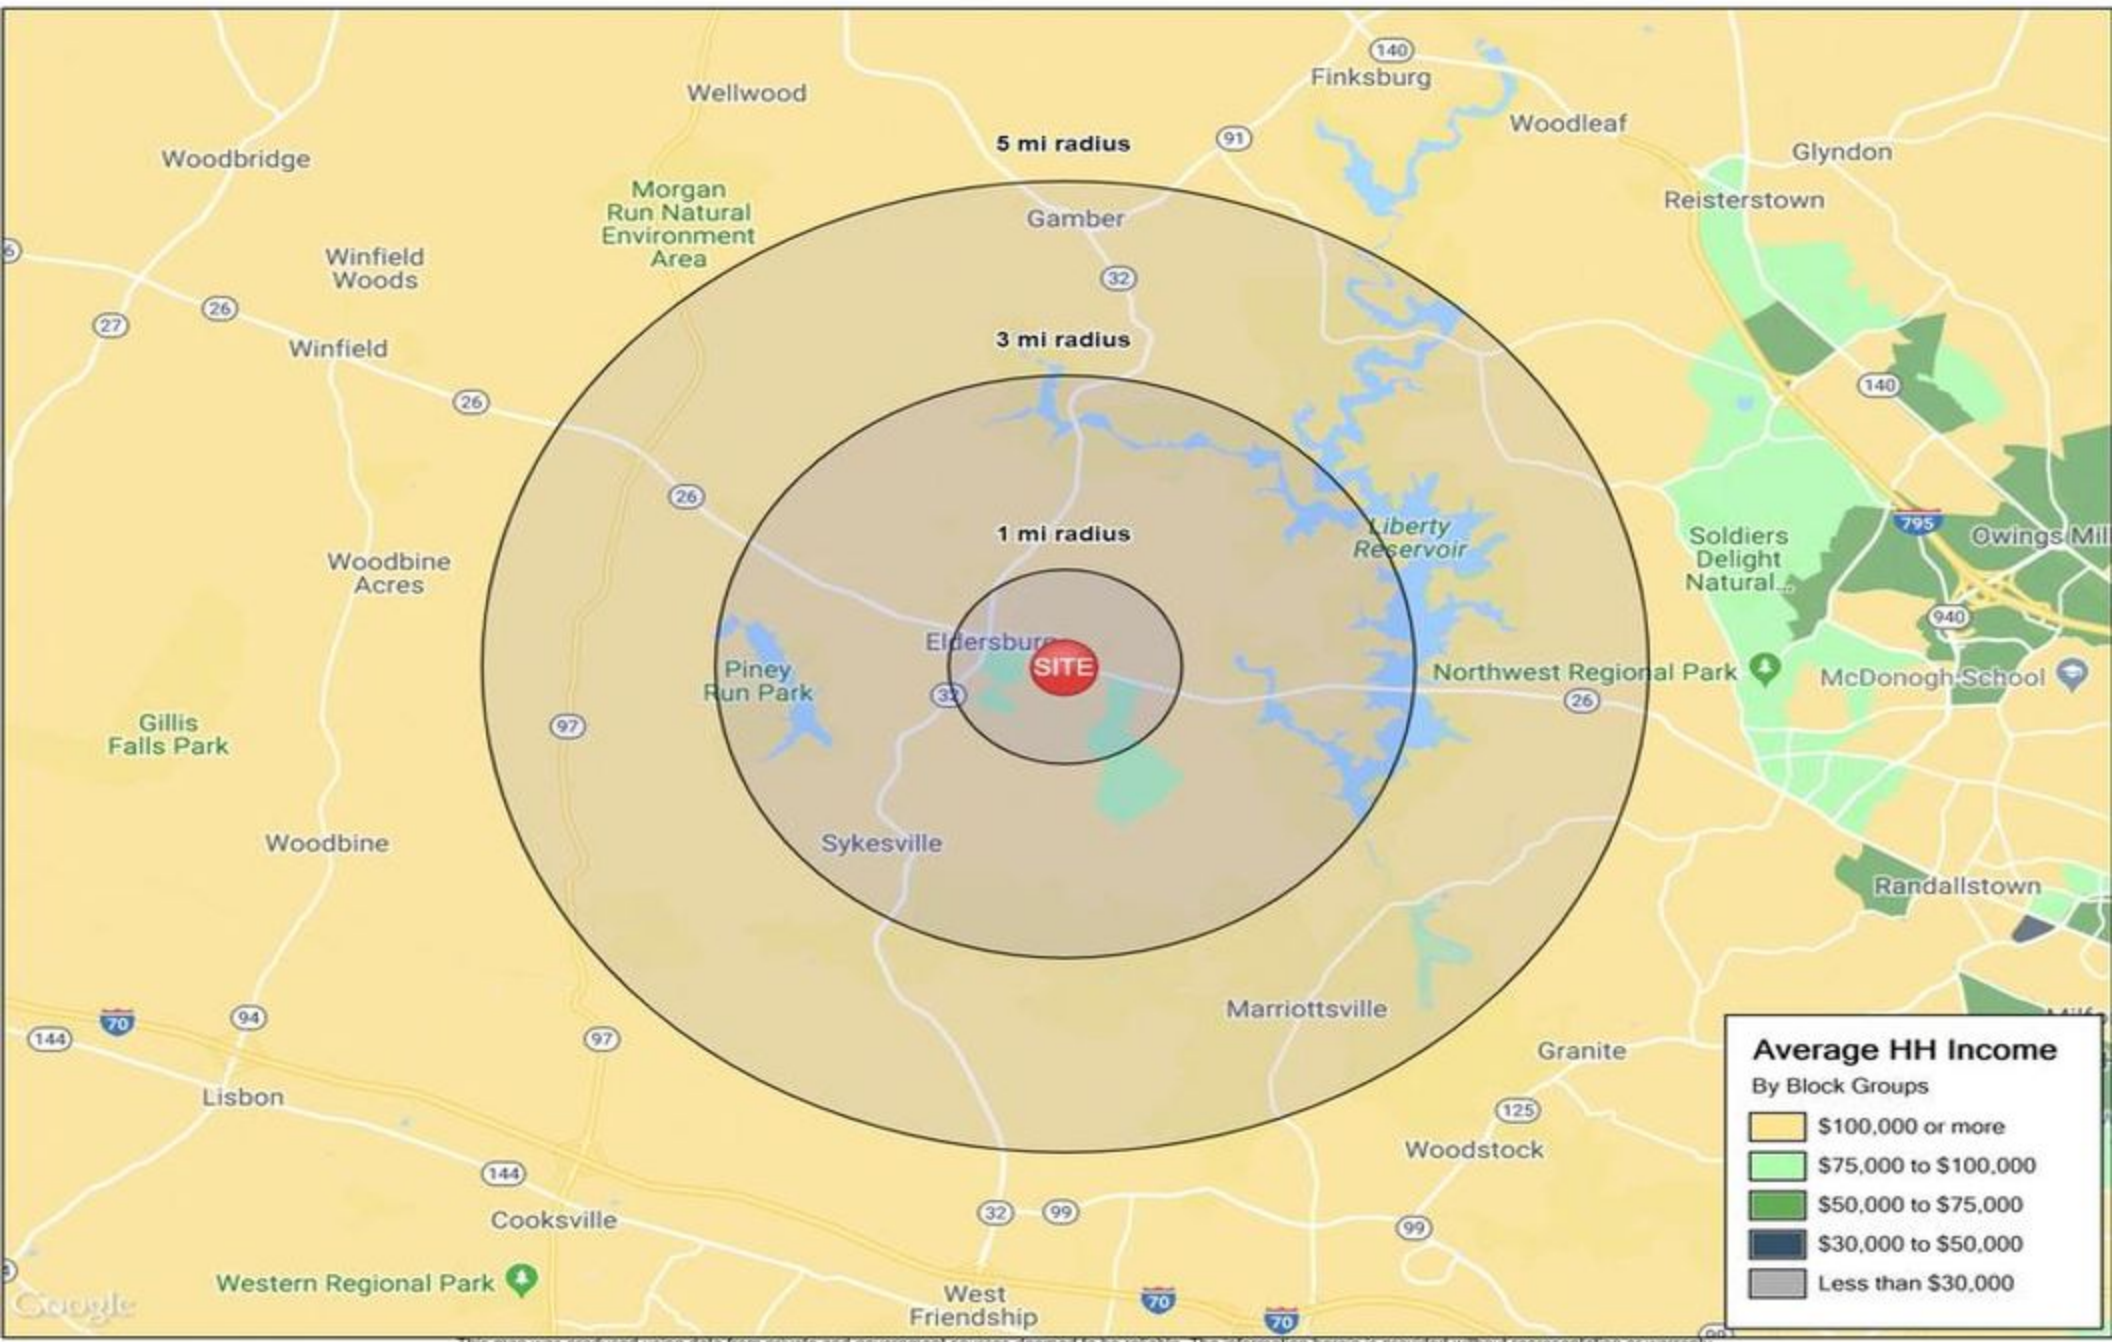 140
Finksburg
Wellwood
Woodleaf
91
5 mi radius
Glyndon
Woodbridge
Morgan
Run Natural
Environment
Area
Reisterstown
Gamber
Winfield
Woods
32
26
27
3 mi radius
Winfield
140
26
26
795
Liberty
Reservoir
1 mi radius
Soldiers
Delight
Natural...
Owings Mill
Woodbine
Acres
940
Eldersburg
SITE
Piney
Run Park
32
Northwest Regional Park
McDonogh School
26
Gillis
Falls Park
97
Woodbine
Sykesville
Randallstown
Marriottsville
70
94
144
97
Granite
Lisbon
125
Woodstock
144
32
99
99
Cooksville
Western Regional Park
West
Friendship
70
70
Google
Average HH Income
By Block Groups
$100,000 or more
$75,000 to $100,000
$50,000 to $75,000
$30,000 to $50,000
Less than $30,000